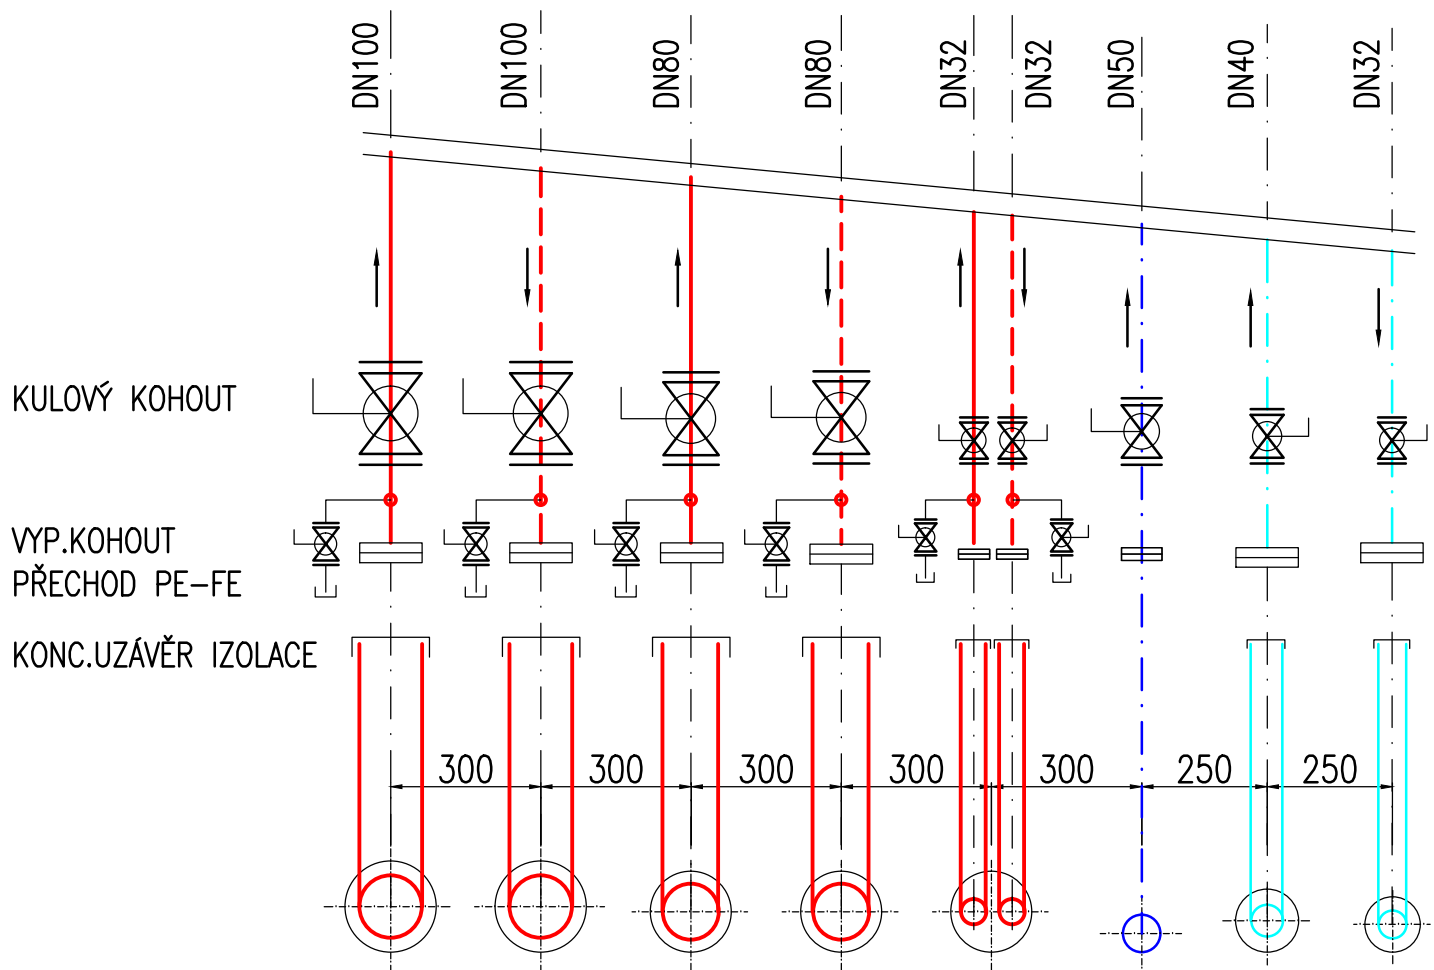 DN100
DN100
DN80
DN80
DN32
DN32
DN50
DN40
DN32
KULOVÝ KOHOUT
VYP.KOHOUT
PŘECHOD PE-FE
KONC.UZÁVĚR IZOLACE
300
300
300
300
300
250
250